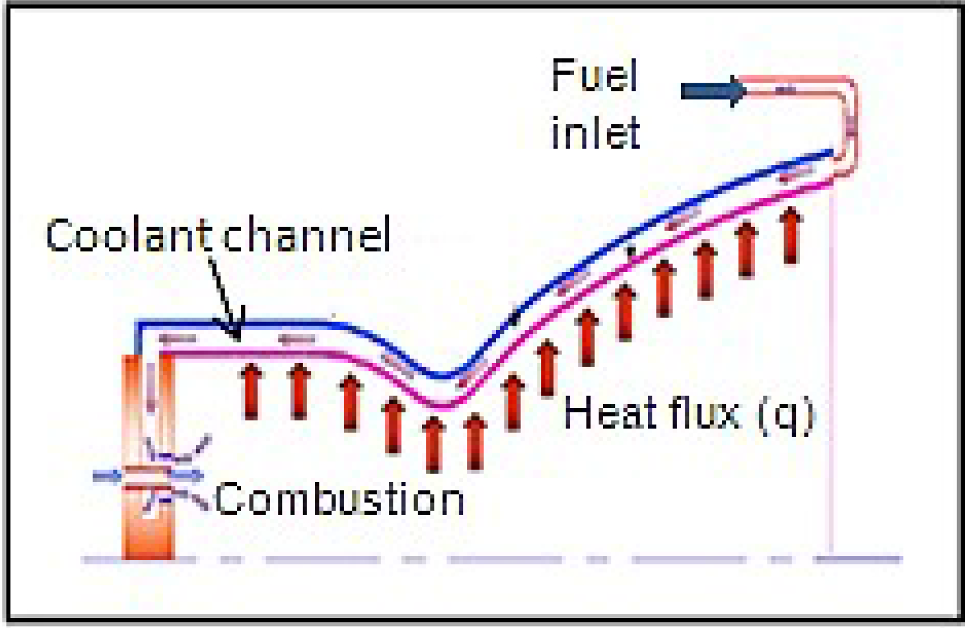 Fuel
inlet
Coolant channel
Heat flux (q)
Combustion